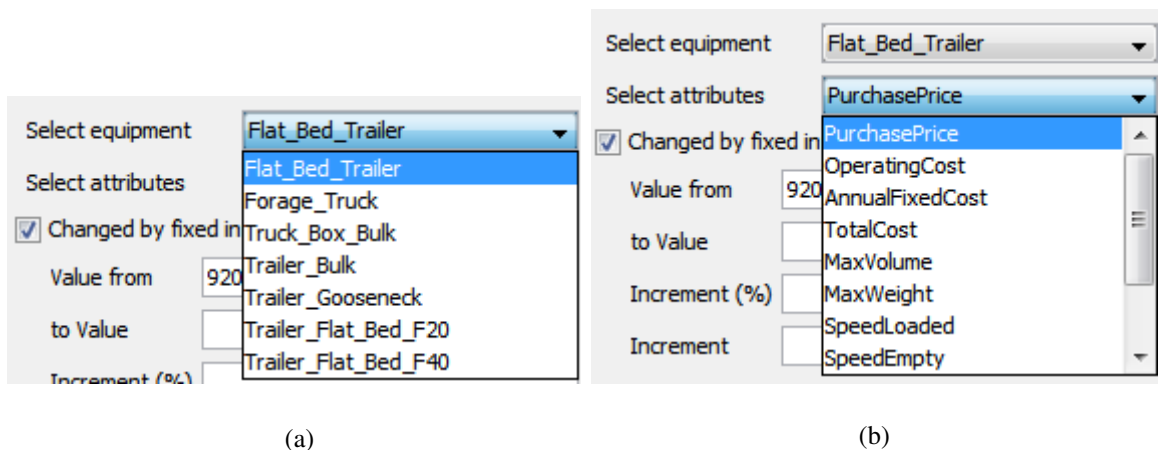 Select equipment Flat_Bed_Trailer
Flat_Bed_Trailer
Select attributes
Forage_Truck
Changed by fixed in
Truck_Box_Bulk
Trailer_Bulk
Value from 920
Trailer_Gooseneck
to Value
Trailer_Flat_Bed_F20
Trailer_Flat_Bed_F40
Increment (%)
(a)
Select equipment Flat_Bed_Trailer
Select attributes PurchasePrice
Changed by fixed in
PurchasePrice
OperatingCost
Value from 920
AnnualFixedCost
to Value
TotalCost
MaxVolume
Increment (%)
MaxWeight
SpeedLoaded
Increment
SpeedEmpty
(b)